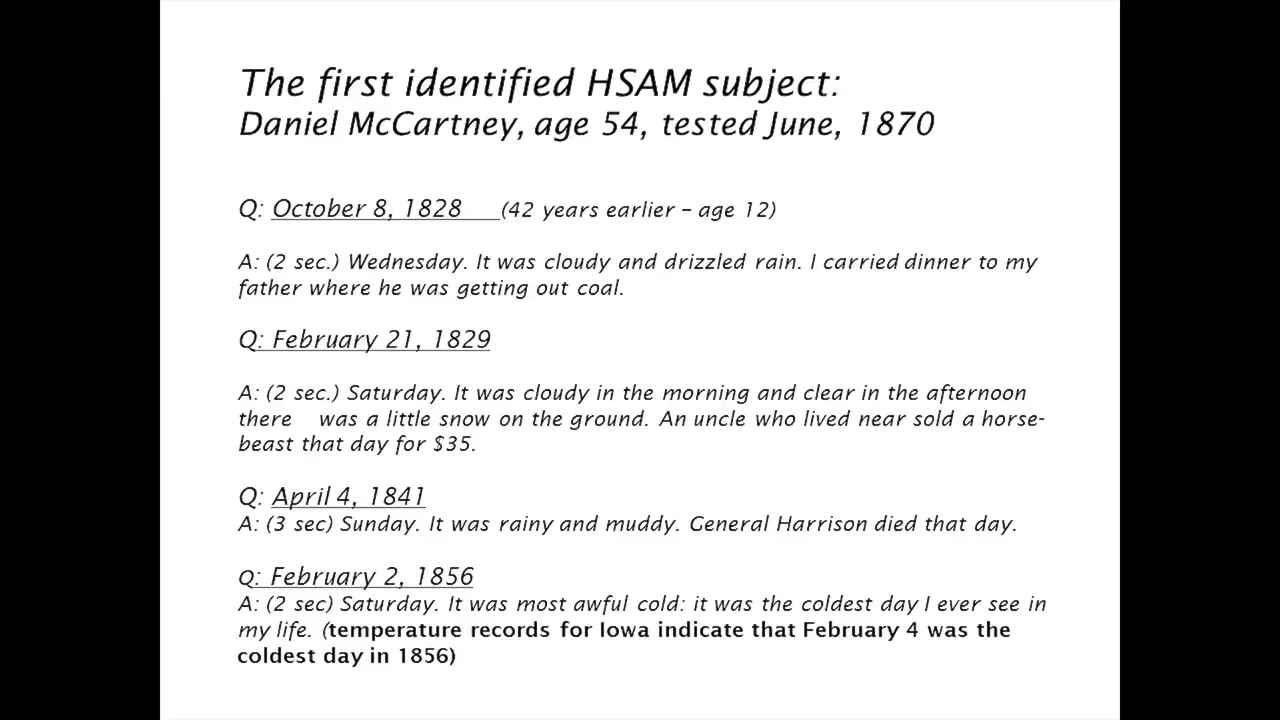 The first identified HSAM subject:
Daniel McCartney, age 54, tested June, 1870
Q: October 8, 1828 (42 years earlier – age 12)
A: (2 sec.) Wednesday. It was cloudy and drizzled rain. I carried dinner to my
father where he was getting out coal.
Q: February 21, 1829
A: (2 sec.) Saturday. It was cloudy in the morning and clear in the afternoon
there was a little snow on the ground. An uncle who lived near sold a horse-
beast that day for $35.
Q: April 4, 1841
A: (3 sec) Sunday. It was rainy and muddy. General Harrison died that day.
Q: February 2, 1856
A: (2 sec) Saturday. It was most awful cold: it was the coldest day I ever see in
my life. (temperature records for Iowa indicate that February 4 was the
coldest day in 1856)